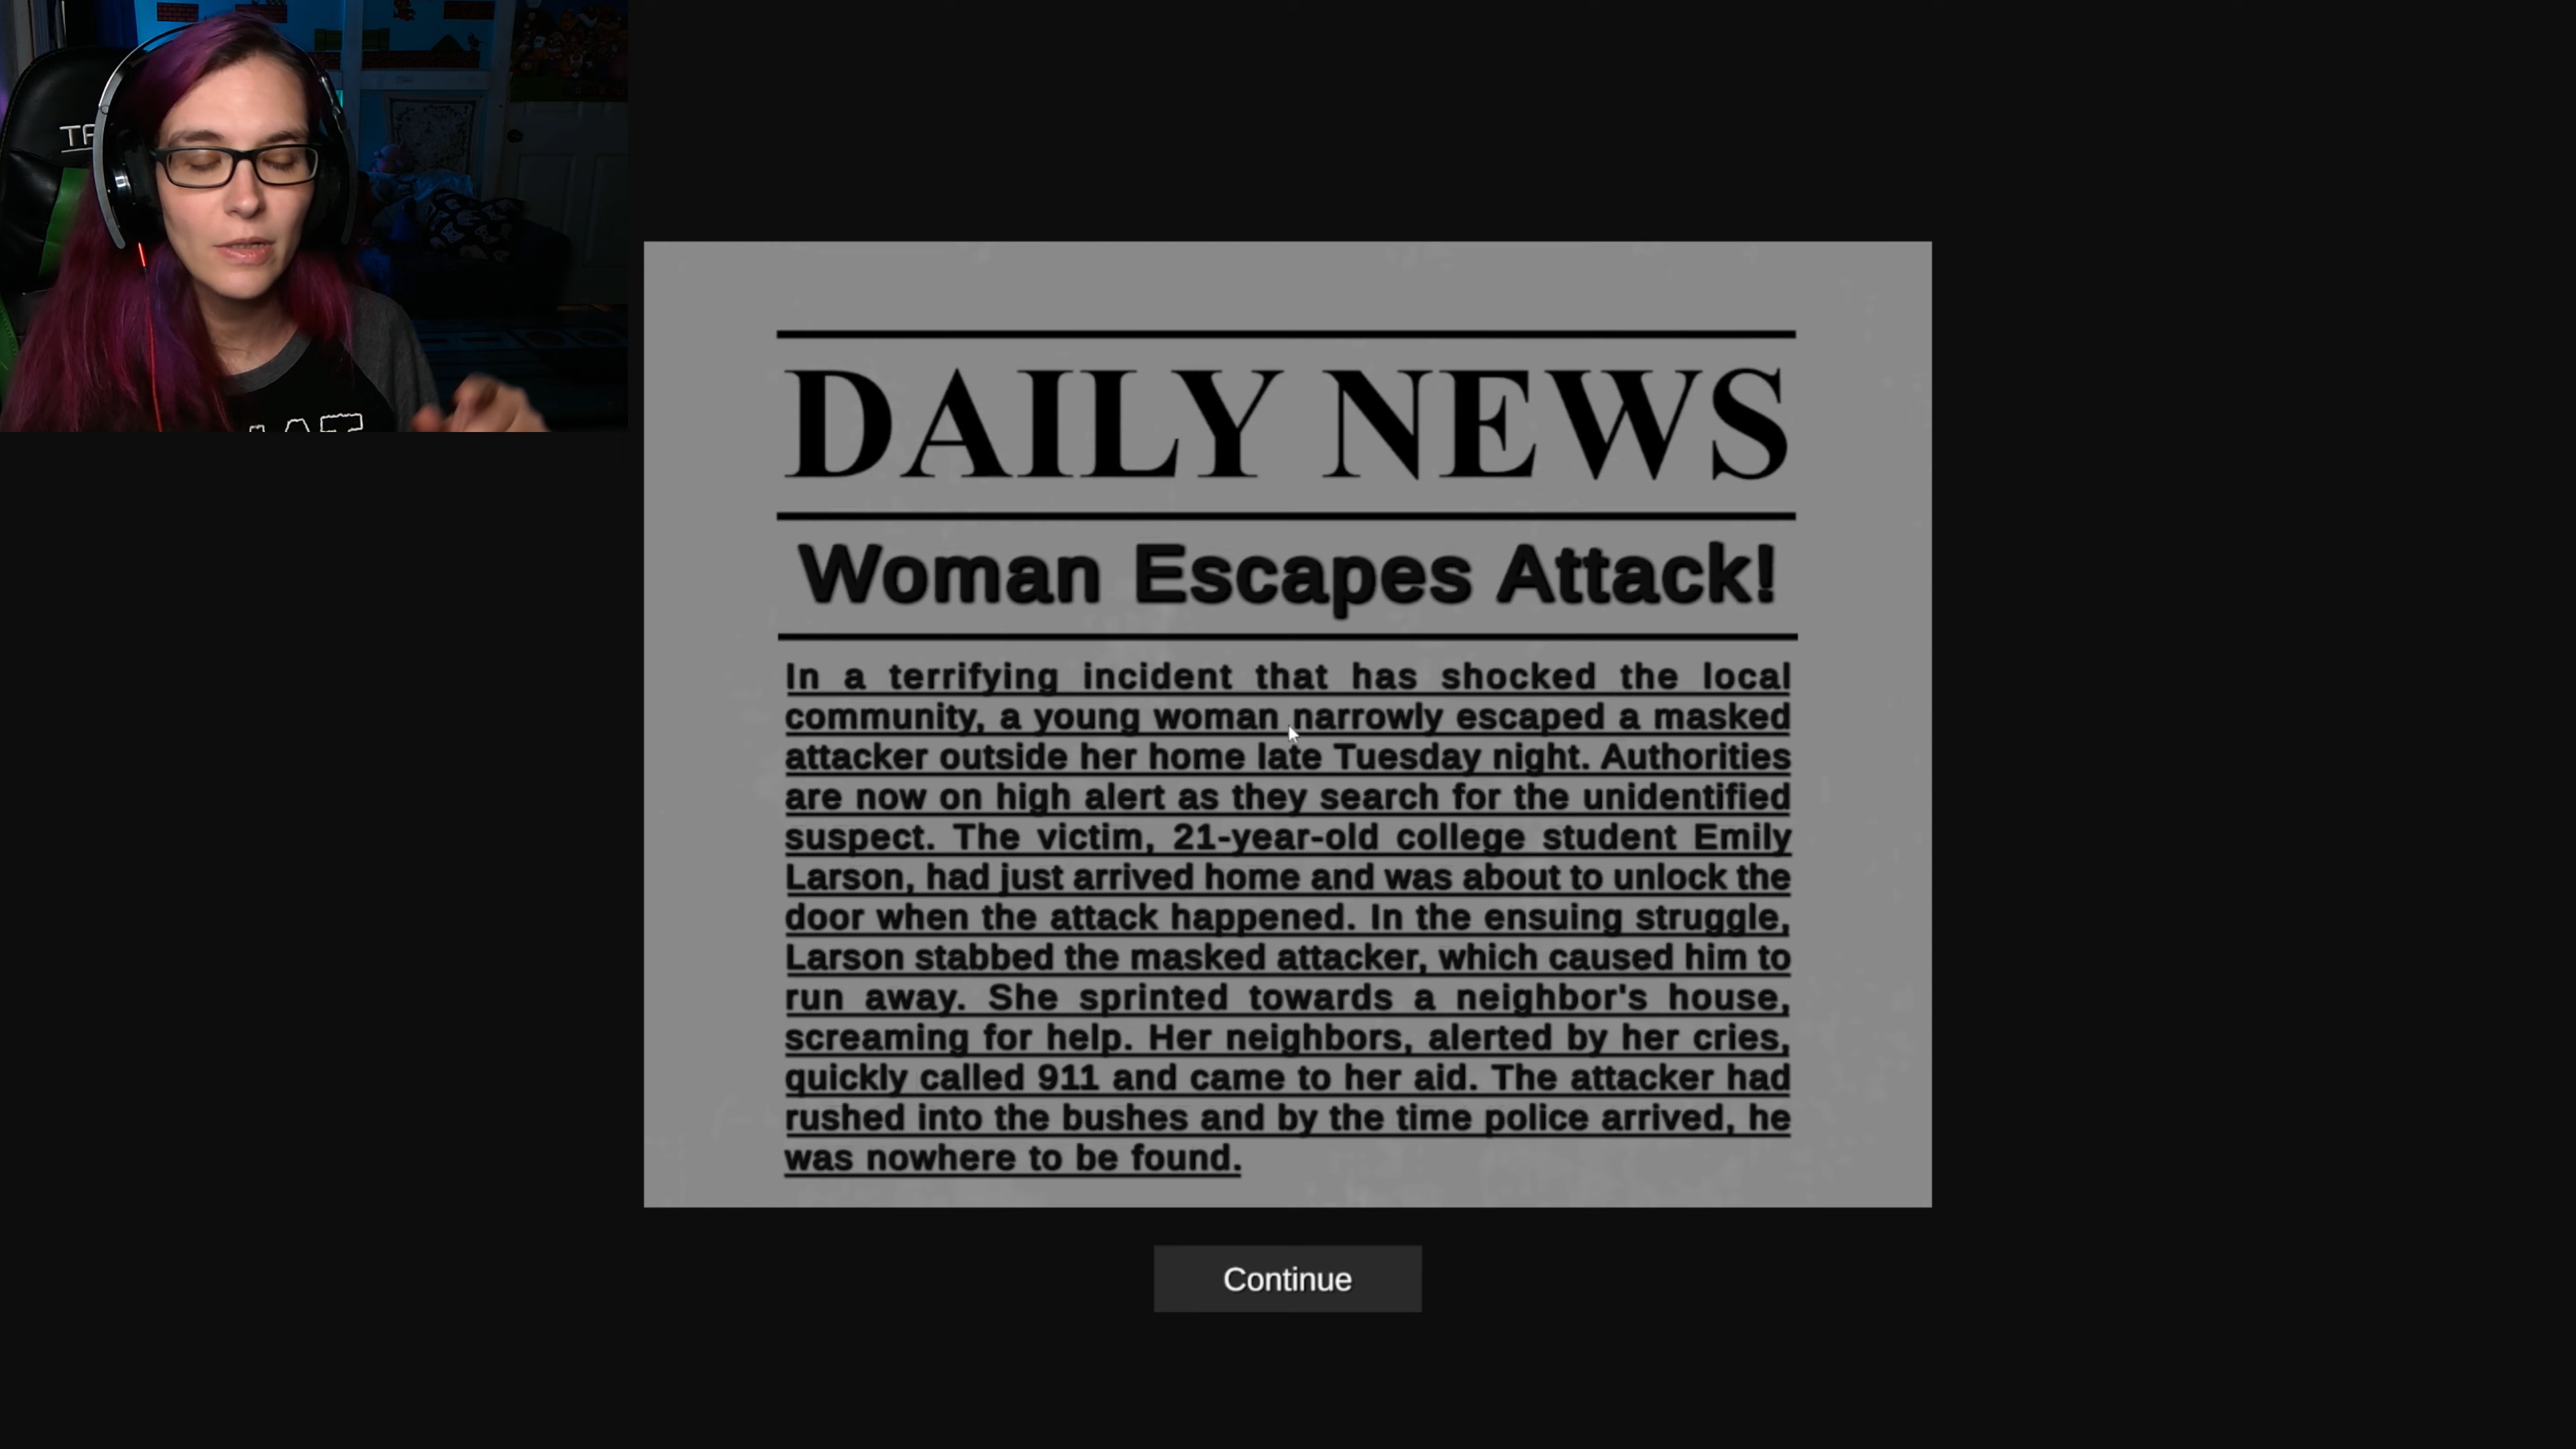 DAILY NEWS
Woman Escapes Attack!
In a terrifying incident that has shocked the local
community, a young woman narrowly escaped a masked
attacker outside her home late Tuesday night. Authorities
are now on high alert as they search for the unidentified
suspect. The victim, 21-year-old college student Emily
Larson, had just arrived home and was about to unlock the
door when the attack happened. In the ensuing struggle,
Larson stabbed the masked attacker, which caused him to
run away. She sprinted towards a neighbor's house,
screaming for help. Her neighbors, alerted by her cries,
quickly called 911 and came to her aid. The attacker had
rushed into the bushes and by the time police arrived, he
was nowhere to be found.
Continue